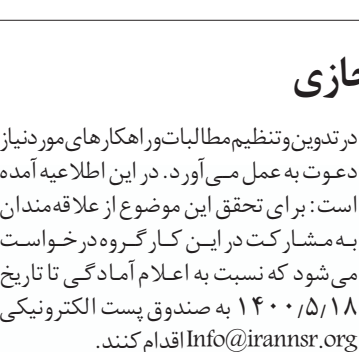 در تدوین و تنظیم مطالبات و راهکارهای مورد نیاز
دعوت به عمل می‌آورد. در این اطلاعیه آمده
است: برای تحقق این موضوع از علاقه‌مندان
به مشارکت در این کارگروه درخواست
می‌شود که نسبت به اعلام آمادگی تا تاریخ
۱۴۰۰/۵/۱۸ به صندوق پست الکترونیکی
Info@irannsr.org اقدام کنند.